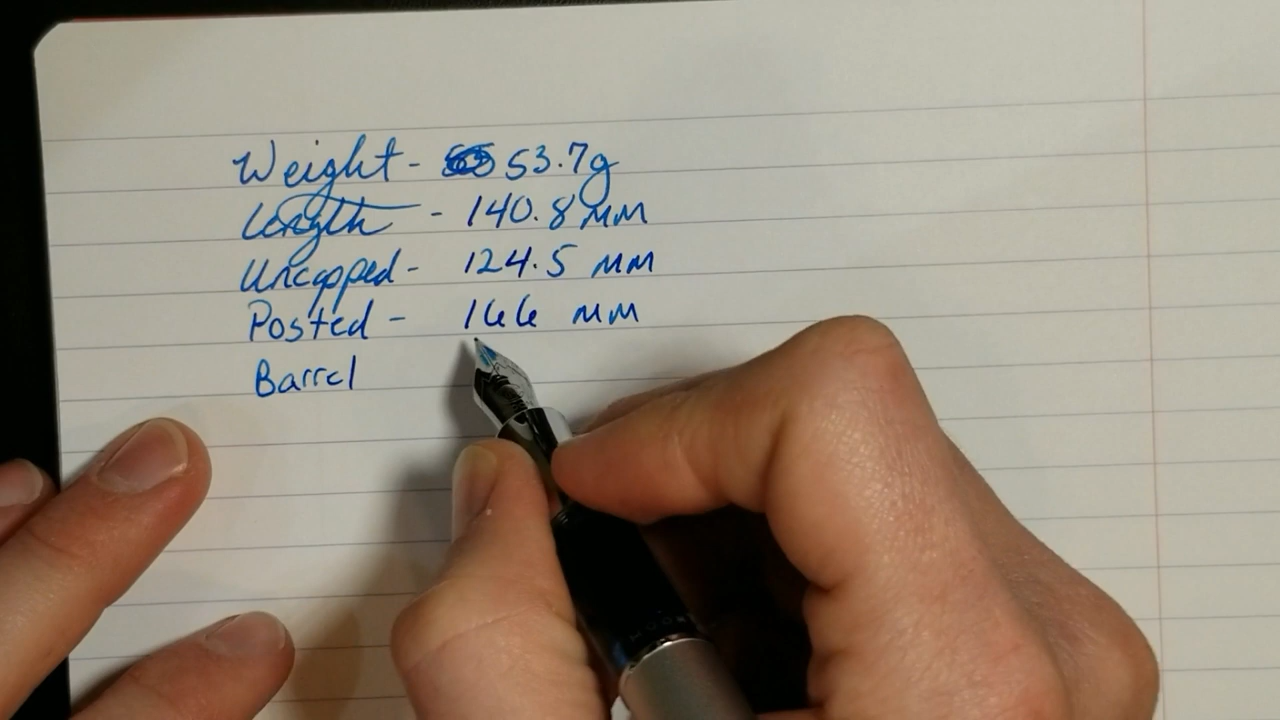 Weight - 53.7g
Length - 140.8 MM
Uncapped - 124.5 MM
Posted - 166 MM
Barrel